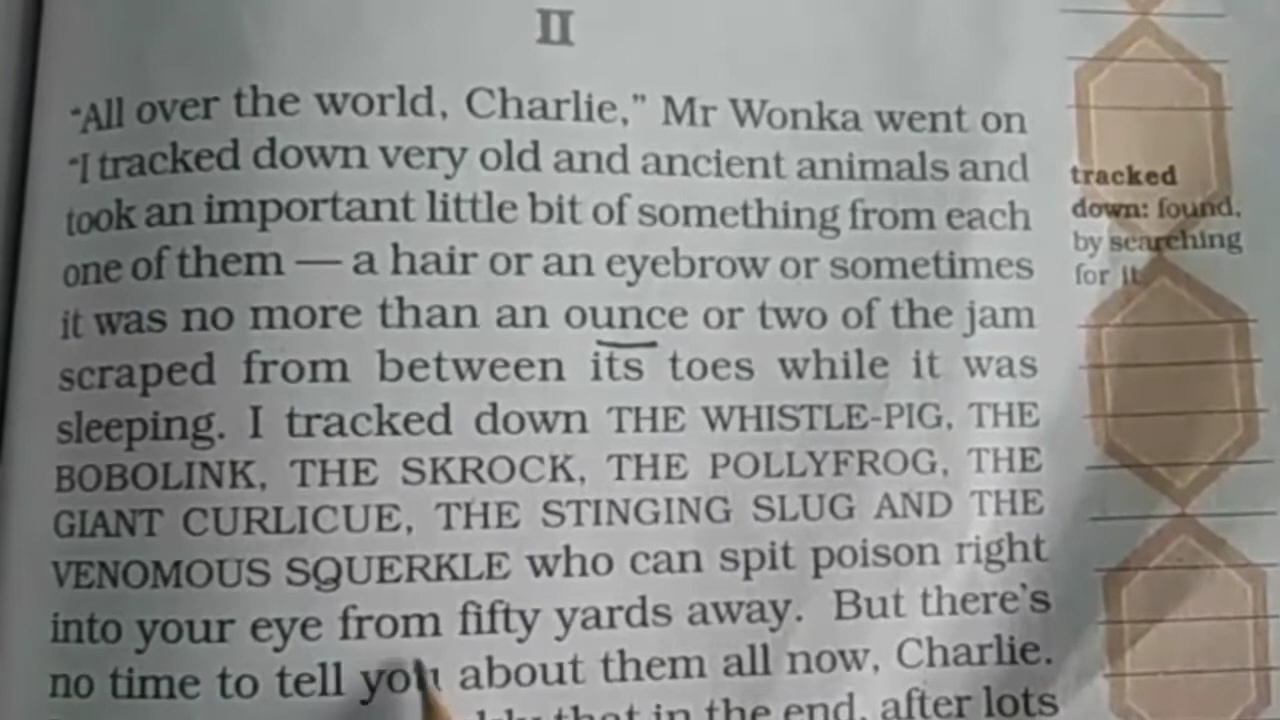 II
"All over the world, Charlie," Mr Wonka went on
"I tracked down very old and ancient animals and
took an important little bit of something from each
one of them — a hair or an eyebrow or sometimes
it was no more than an ounce or two of the jam
scraped from between its toes while it was
sleeping. I tracked down THE WHISTLE-PIG, THE
BOBOLINK, THE SKROCK, THE POLLYFROG, THE
GIANT CURLICUE, THE STINGING SLUG AND THE
VENOMOUS SQUERKLE who can spit poison right
into your eye from fifty yards away. But there's
no time to tell you about them all now, Charlie.
that in the end, after lots
tracked
down: found,
by searching
for it